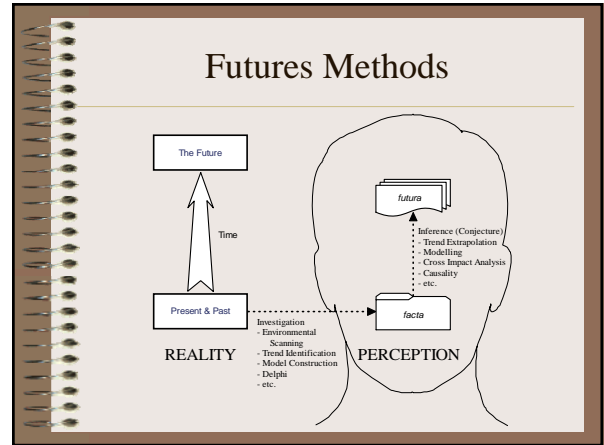 Futures Methods
The Future
Time
Present & Past
REALITY
Investigation
- Environmental
Scanning
- Trend Identification
- Model Construction
- Delphi
- etc.
futura
Inference (Conjecture)
- Trend Extrapolation
- Modelling
- Cross Impact Analysis
- Causality
- etc.
facta
PERCEPTION